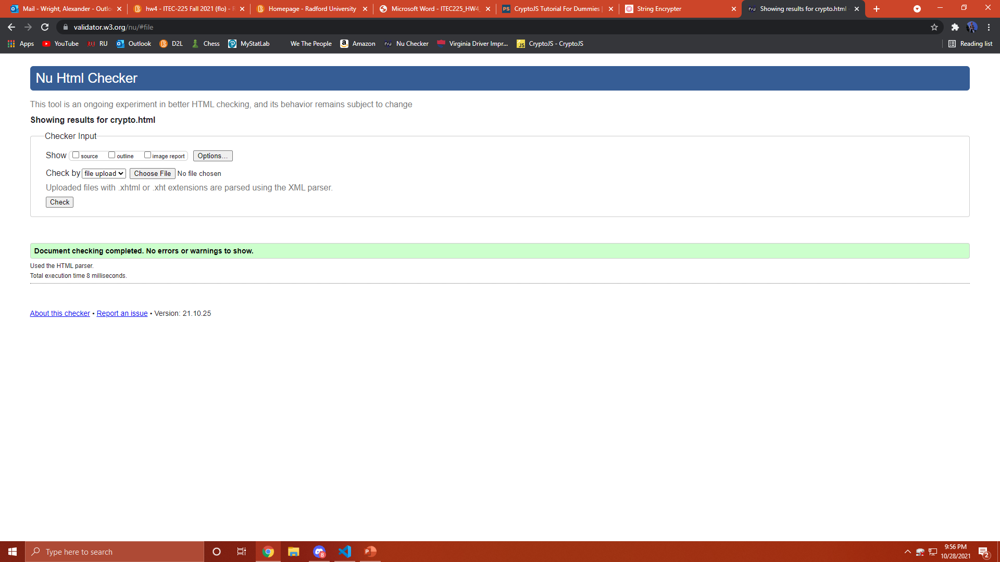 Mail - Wright, Alexander - Outlo
hw4 - ITEC-225 Fall 2021 (flo) - R
Homepage - Radford University
Microsoft Word - ITEC225_HW4_
CryptoJS Tutorial For Dummies |
String Encrypter
nu Showing results for crypto.html -
validator.w3.org/nu/#file
Apps
YouTube
RU
Outlook
D2L
Chess
MyStatLab
We The People
Amazon
nu Nu Checker
Virginia Driver Impr...
CryptoJS - CryptoJS
Reading list
Nu Html Checker
This tool is an ongoing experiment in better HTML checking, and its behavior remains subject to change
Showing results for crypto.html
Checker Input
Show source outline image report Options...
Check by file upload Choose File No file chosen
Uploaded files with .xhtml or .xht extensions are parsed using the XML parser.
Check
Document checking completed. No errors or warnings to show.
Used the HTML parser.
Total execution time 8 milliseconds.
About this checker • Report an issue • Version: 21.10.25
Type here to search
8
9:56 PM
10/28/2021
2